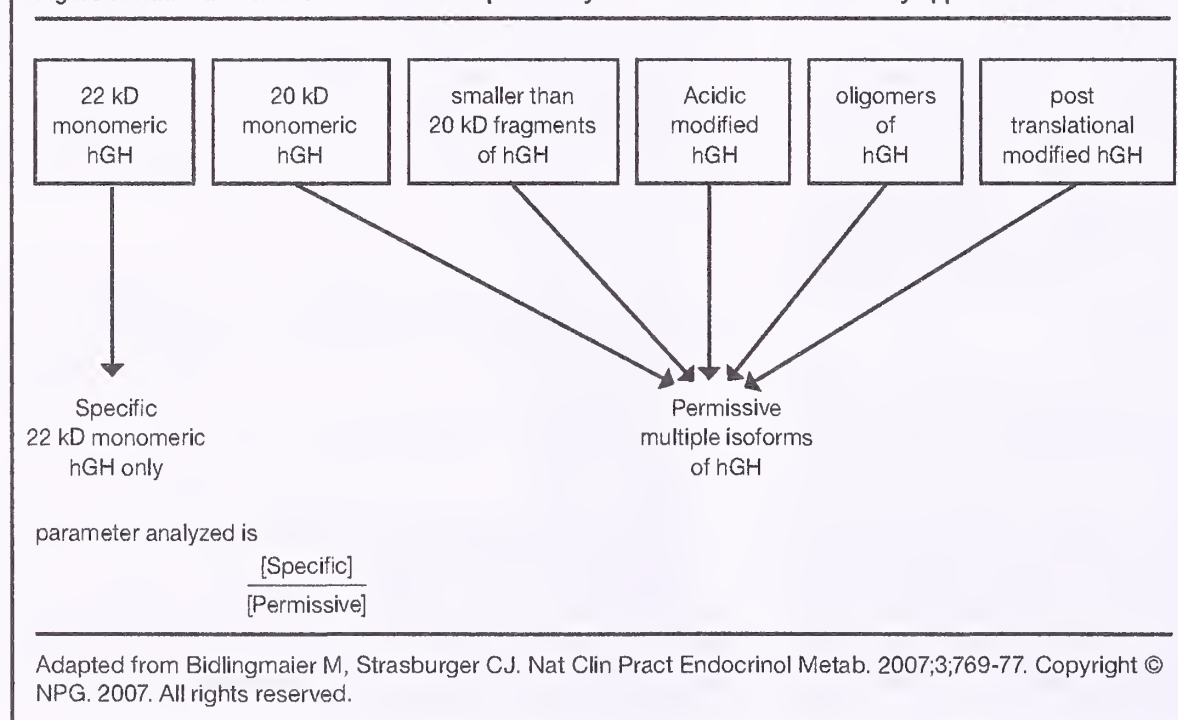 22 kD
monomeric
hGH
20 kD
monomeric
hGH
smaller than
20 kD fragments
of hGH
Acidic
modified
hGH
oligomers
of
hGH
post
translational
modified hGH
Specific
22 kD monomeric
hGH only
Permissive
multiple isoforms
of hGH
parameter analyzed is
[Specific]
[Permissive]
Adapted from Bidlingmaier M, Strasburger CJ. Nat Clin Pract Endocrinol Metab. 2007;3;769-77. Copyright ©
NPG. 2007. All rights reserved.